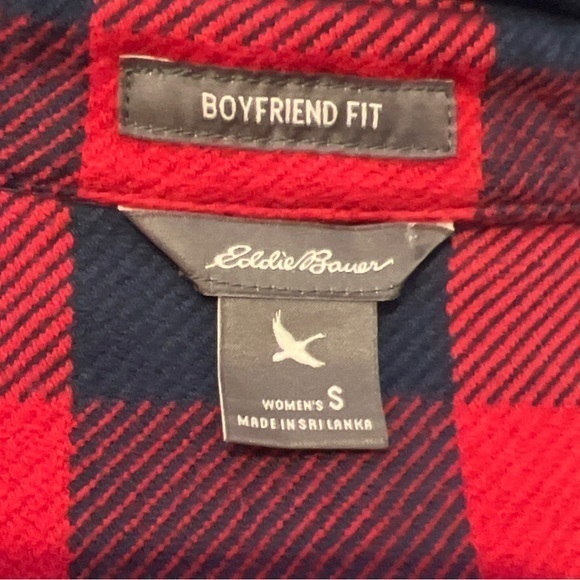 BOYFRIEND FIT
Eddie Bauer
WOMEN'S S
MADE IN SRI LANKA